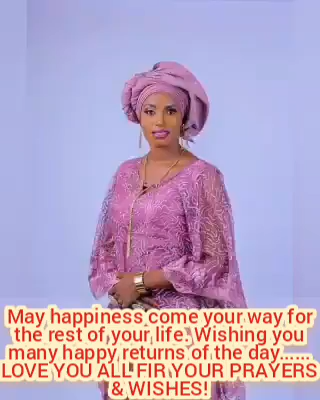 May happiness come your way for
the rest of your life. Wishing you
many happy returns of the day......
LOVE YOU ALL FIR YOUR PRAYERS
& WISHES!